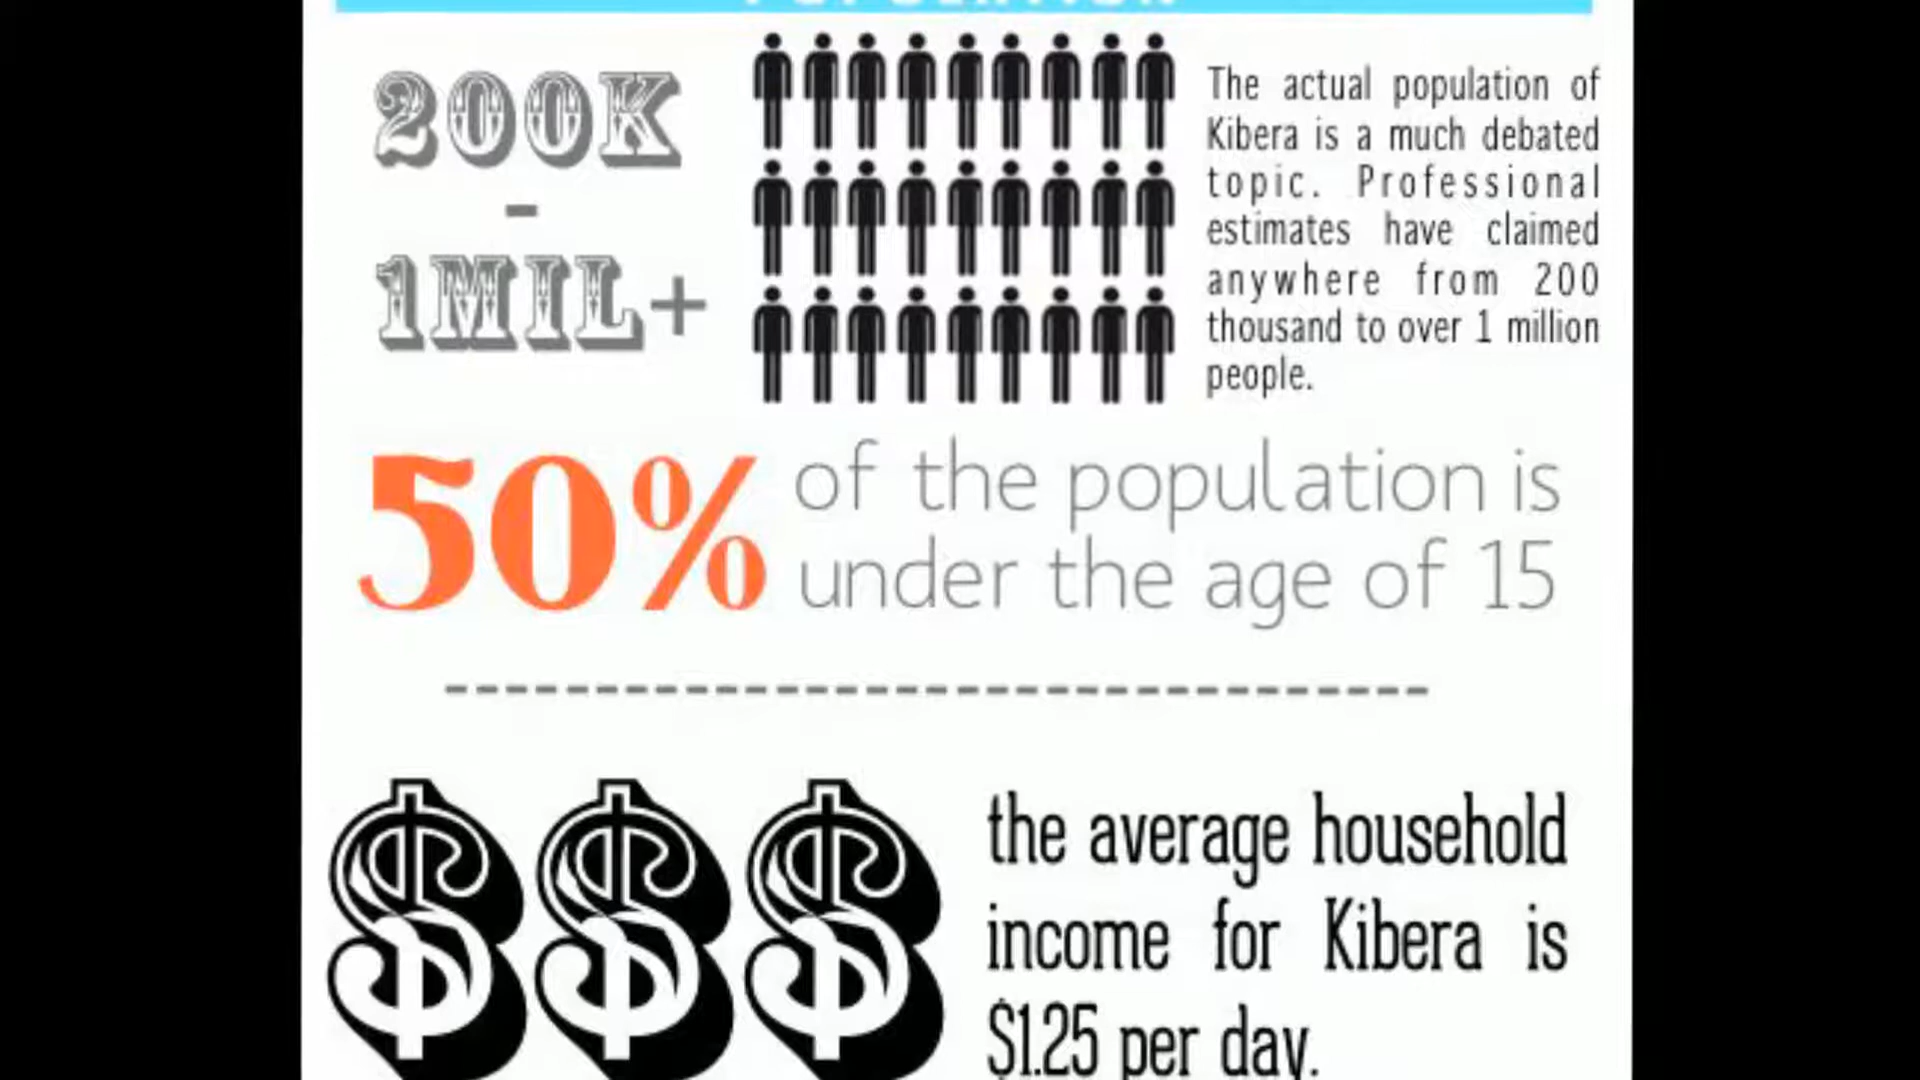 200K
-
1MIL+
The actual population of
Kibera is a much debated
topic. Professional
estimates have claimed
anywhere from 200
thousand to over 1 million
people.
50% of the population is
under the age of 15
$$$
the average household
income for Kibera is
$1.25 per day.